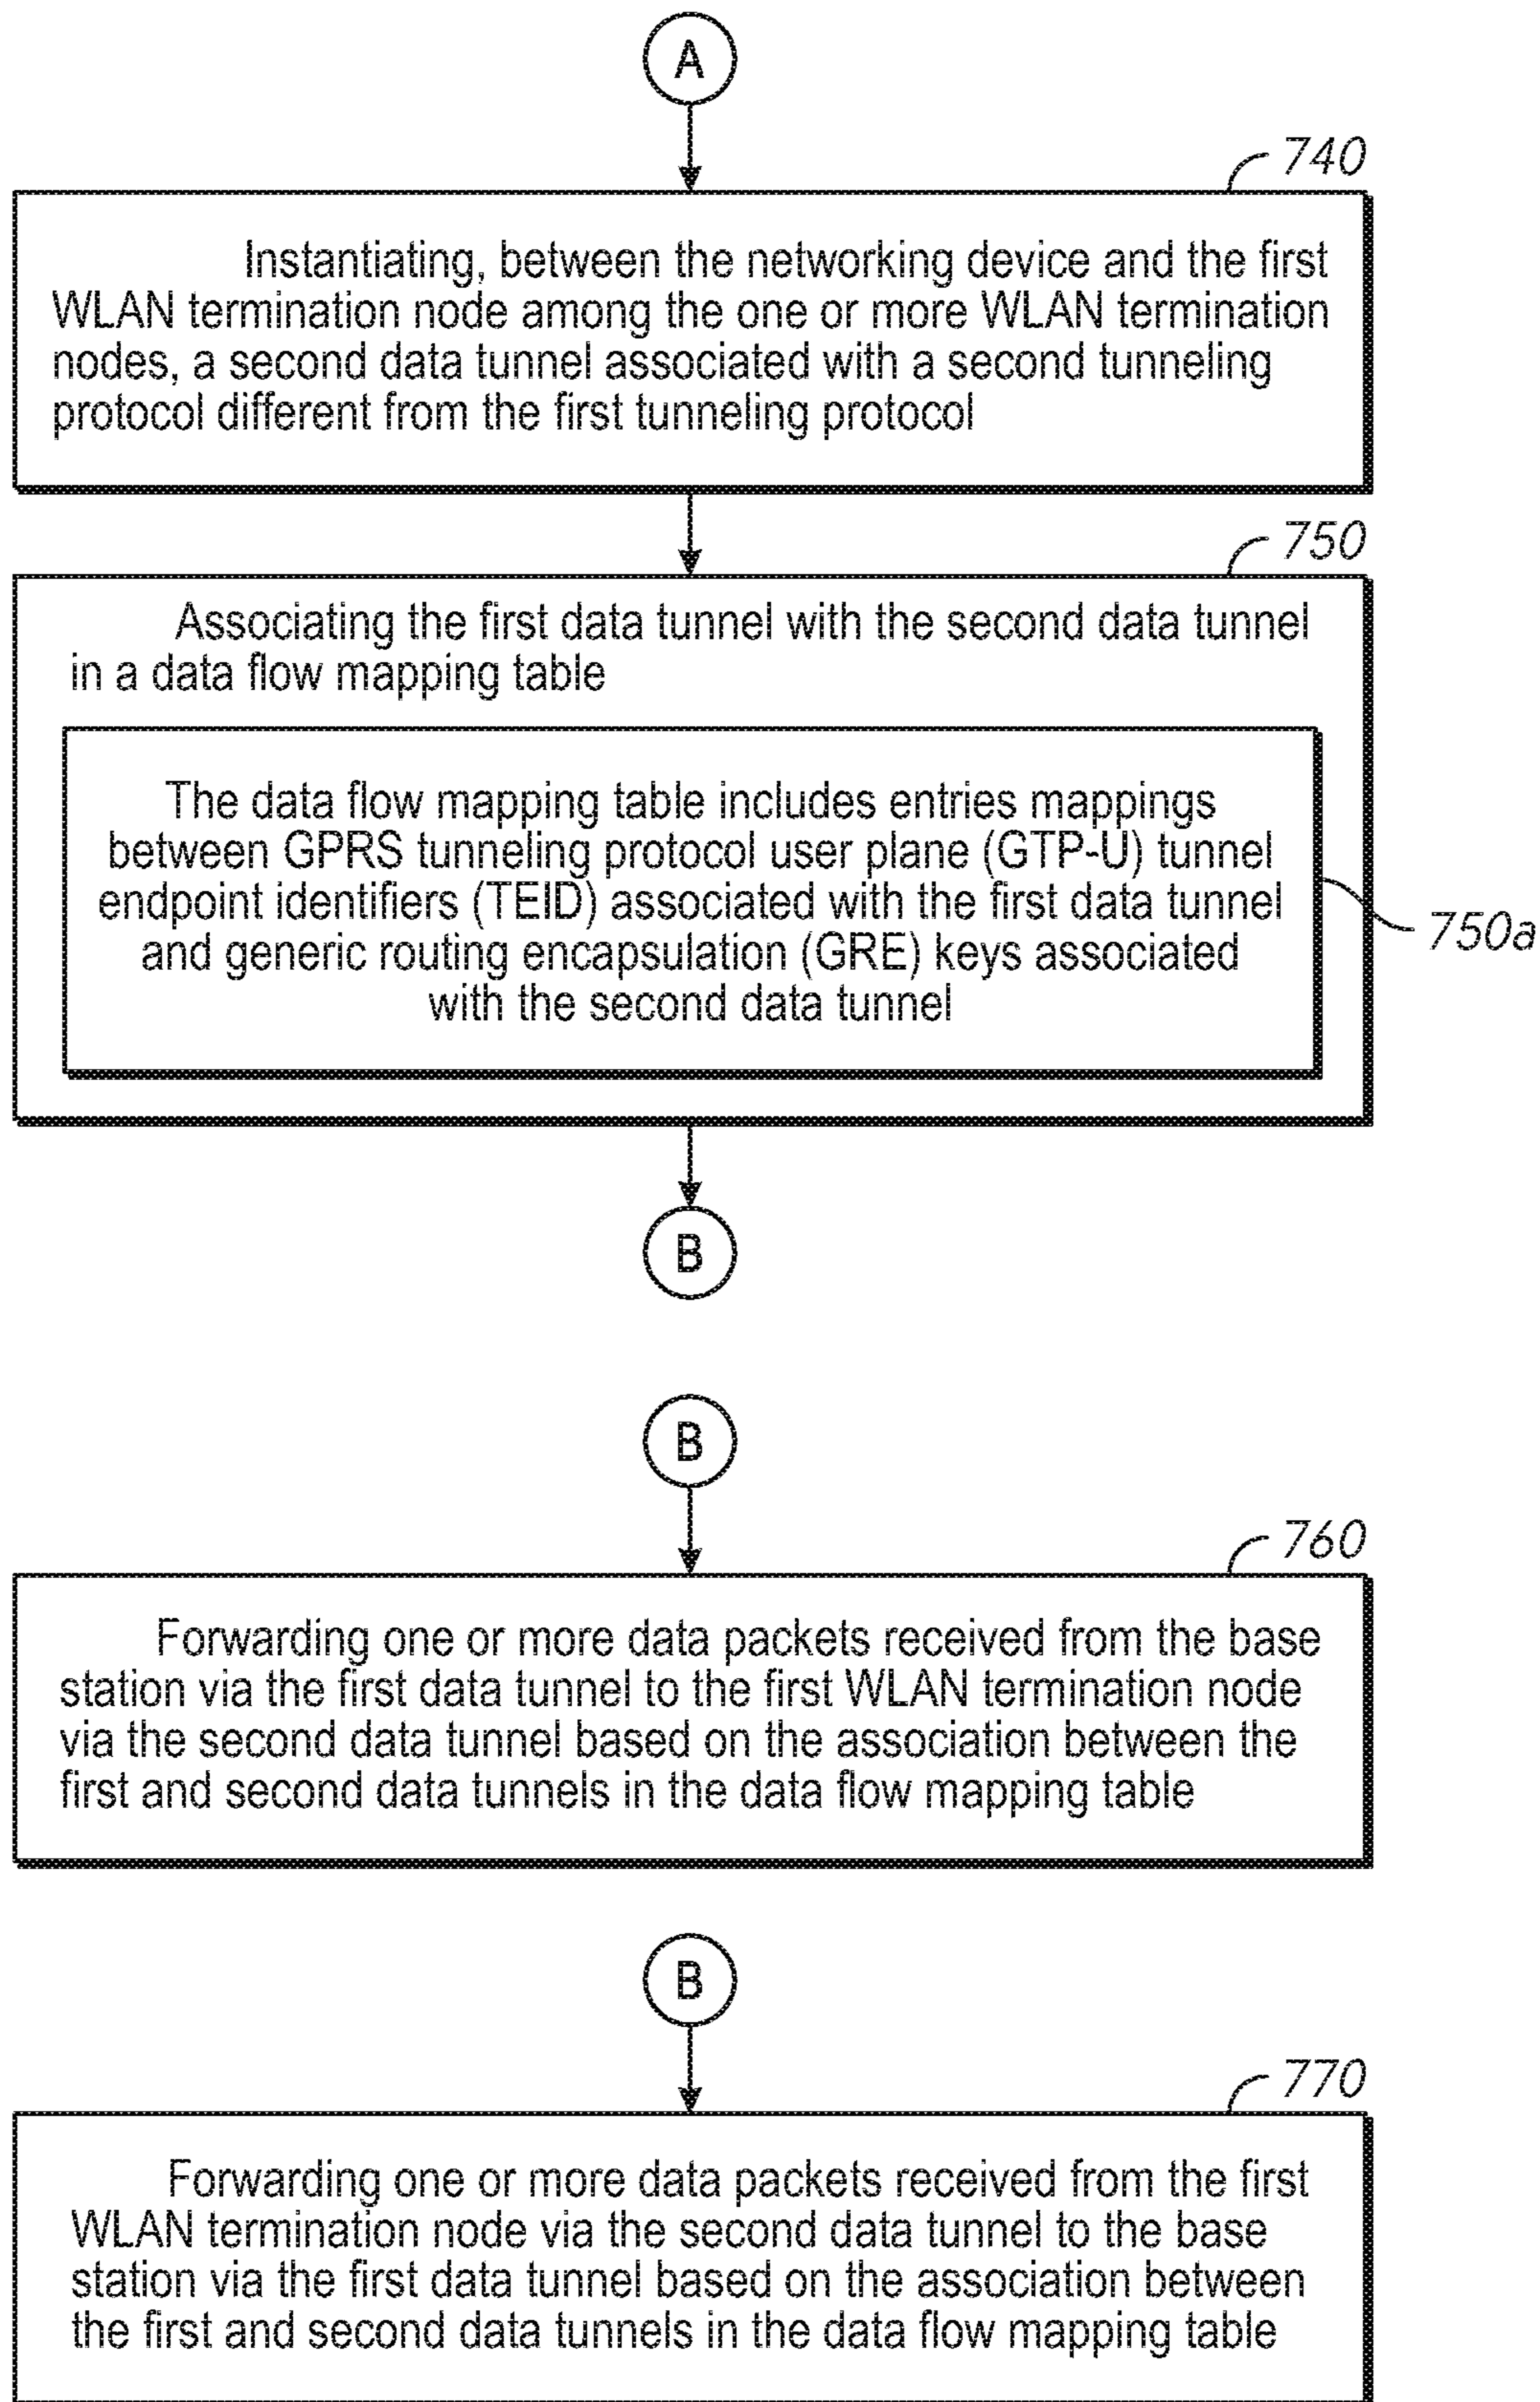 A
740
Instantiating, between the networking device and the first
WLAN termination node among the one or more WLAN termination
nodes, a second data tunnel associated with a second tunneling
protocol different from the first tunneling protocol
750
Associating the first data tunnel with the second data tunnel
in a data flow mapping table
The data flow mapping table includes entries mappings
between GPRS tunneling protocol user plane (GTP-U) tunnel
endpoint identifiers (TEID) associated with the first data tunnel
and generic routing encapsulation (GRE) keys associated
with the second data tunnel
750a
B
B
760
Forwarding one or more data packets received from the base
station via the first data tunnel to the first WLAN termination node
via the second data tunnel based on the association between the
first and second data tunnels in the data flow mapping table
B
770
Forwarding one or more data packets received from the first
WLAN termination node via the second data tunnel to the base
station via the first data tunnel based on the association between
the first and second data tunnels in the data flow mapping table